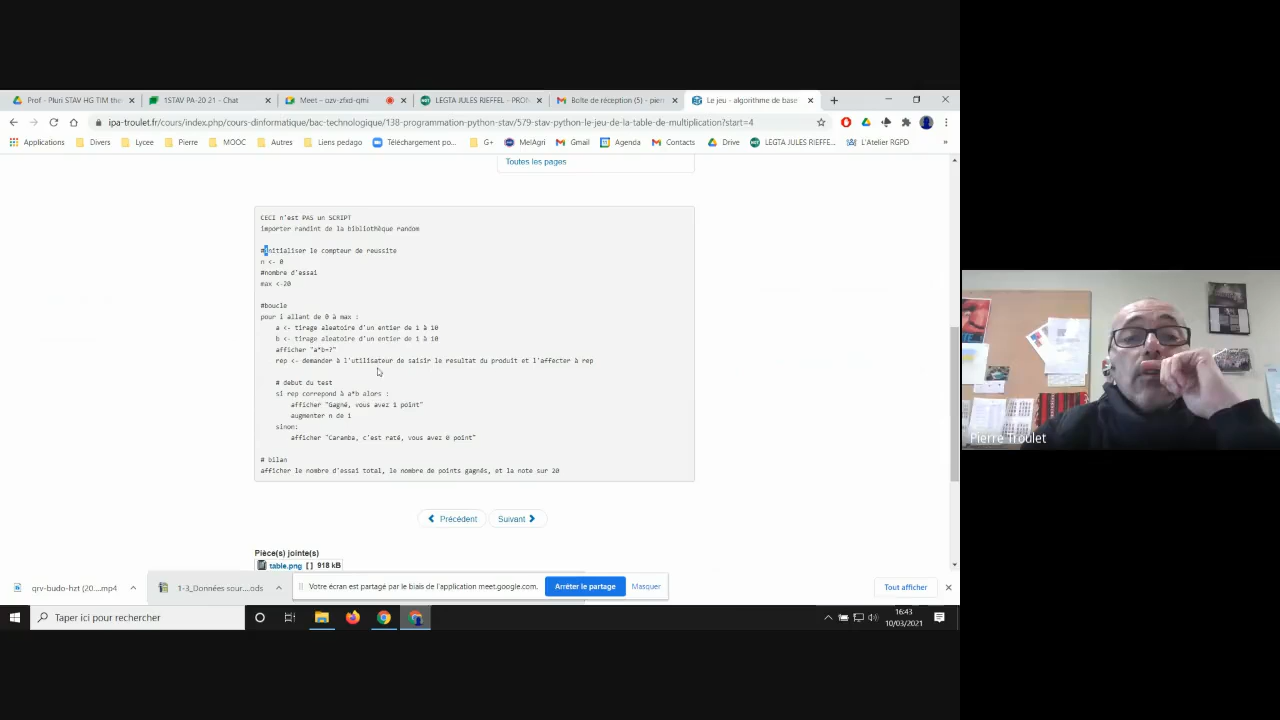 Prof - Pluri STAV HG TIM the
1STAV PA-20 21 - Chat
Meet – ozv-zfxd-qmi
LEGTA JULES RIEFFEL - PRON
Boîte de réception (5) - pierr
Le jeu - algorithme de base
ipa-troulet.fr/cours/index.php/cours-dinformatique/bac-technologique/138-programmation-python-stav/579-stav-python-le-jeu-de-la-table-de-multiplication?start=4
Applications Divers Lycee Pierre MOOC Autres Liens pedago Téléchargement po... G+ MelAgri Gmail Agenda Contacts Drive LEGTA JULES RIEFFE... L'Atelier RGPD »
Toutes les pages
CECI n'est PAS un SCRIPT
importer randint de la bibliothèque random
#initialiser le compteur de reussite
n <- 0
#nombre d'essai
max <-20
#boucle
pour i allant de 0 à max :
a <- tirage aleatoire d'un entier de 1 à 10
b <- tirage aleatoire d'un entier de 1 à 10
afficher "a*b=?"
rep <- demander à l'utilisateur de saisir le resultat du produit et l'affecter à rep
# debut du test
si rep correpond à a*b alors :
afficher "Gagné, vous avez 1 point"
augmenter n de 1
sinon:
afficher "Caramba, c'est raté, vous avez 0 point"
# bilan
afficher le nombre d'essai total, le nombre de points gagnés, et la note sur 20
Précédent Suivant
Pièce(s) jointe(s)
table.png [ ] 918 kB
qrv-budo-hzt (20....mp4
1-3_Données sour....ods
Votre écran est partagé par le biais de l'application meet.google.com.
Arrêter le partage
Masquer
Tout afficher
Taper ici pour rechercher
16:43
10/03/2021
Pierre Troulet